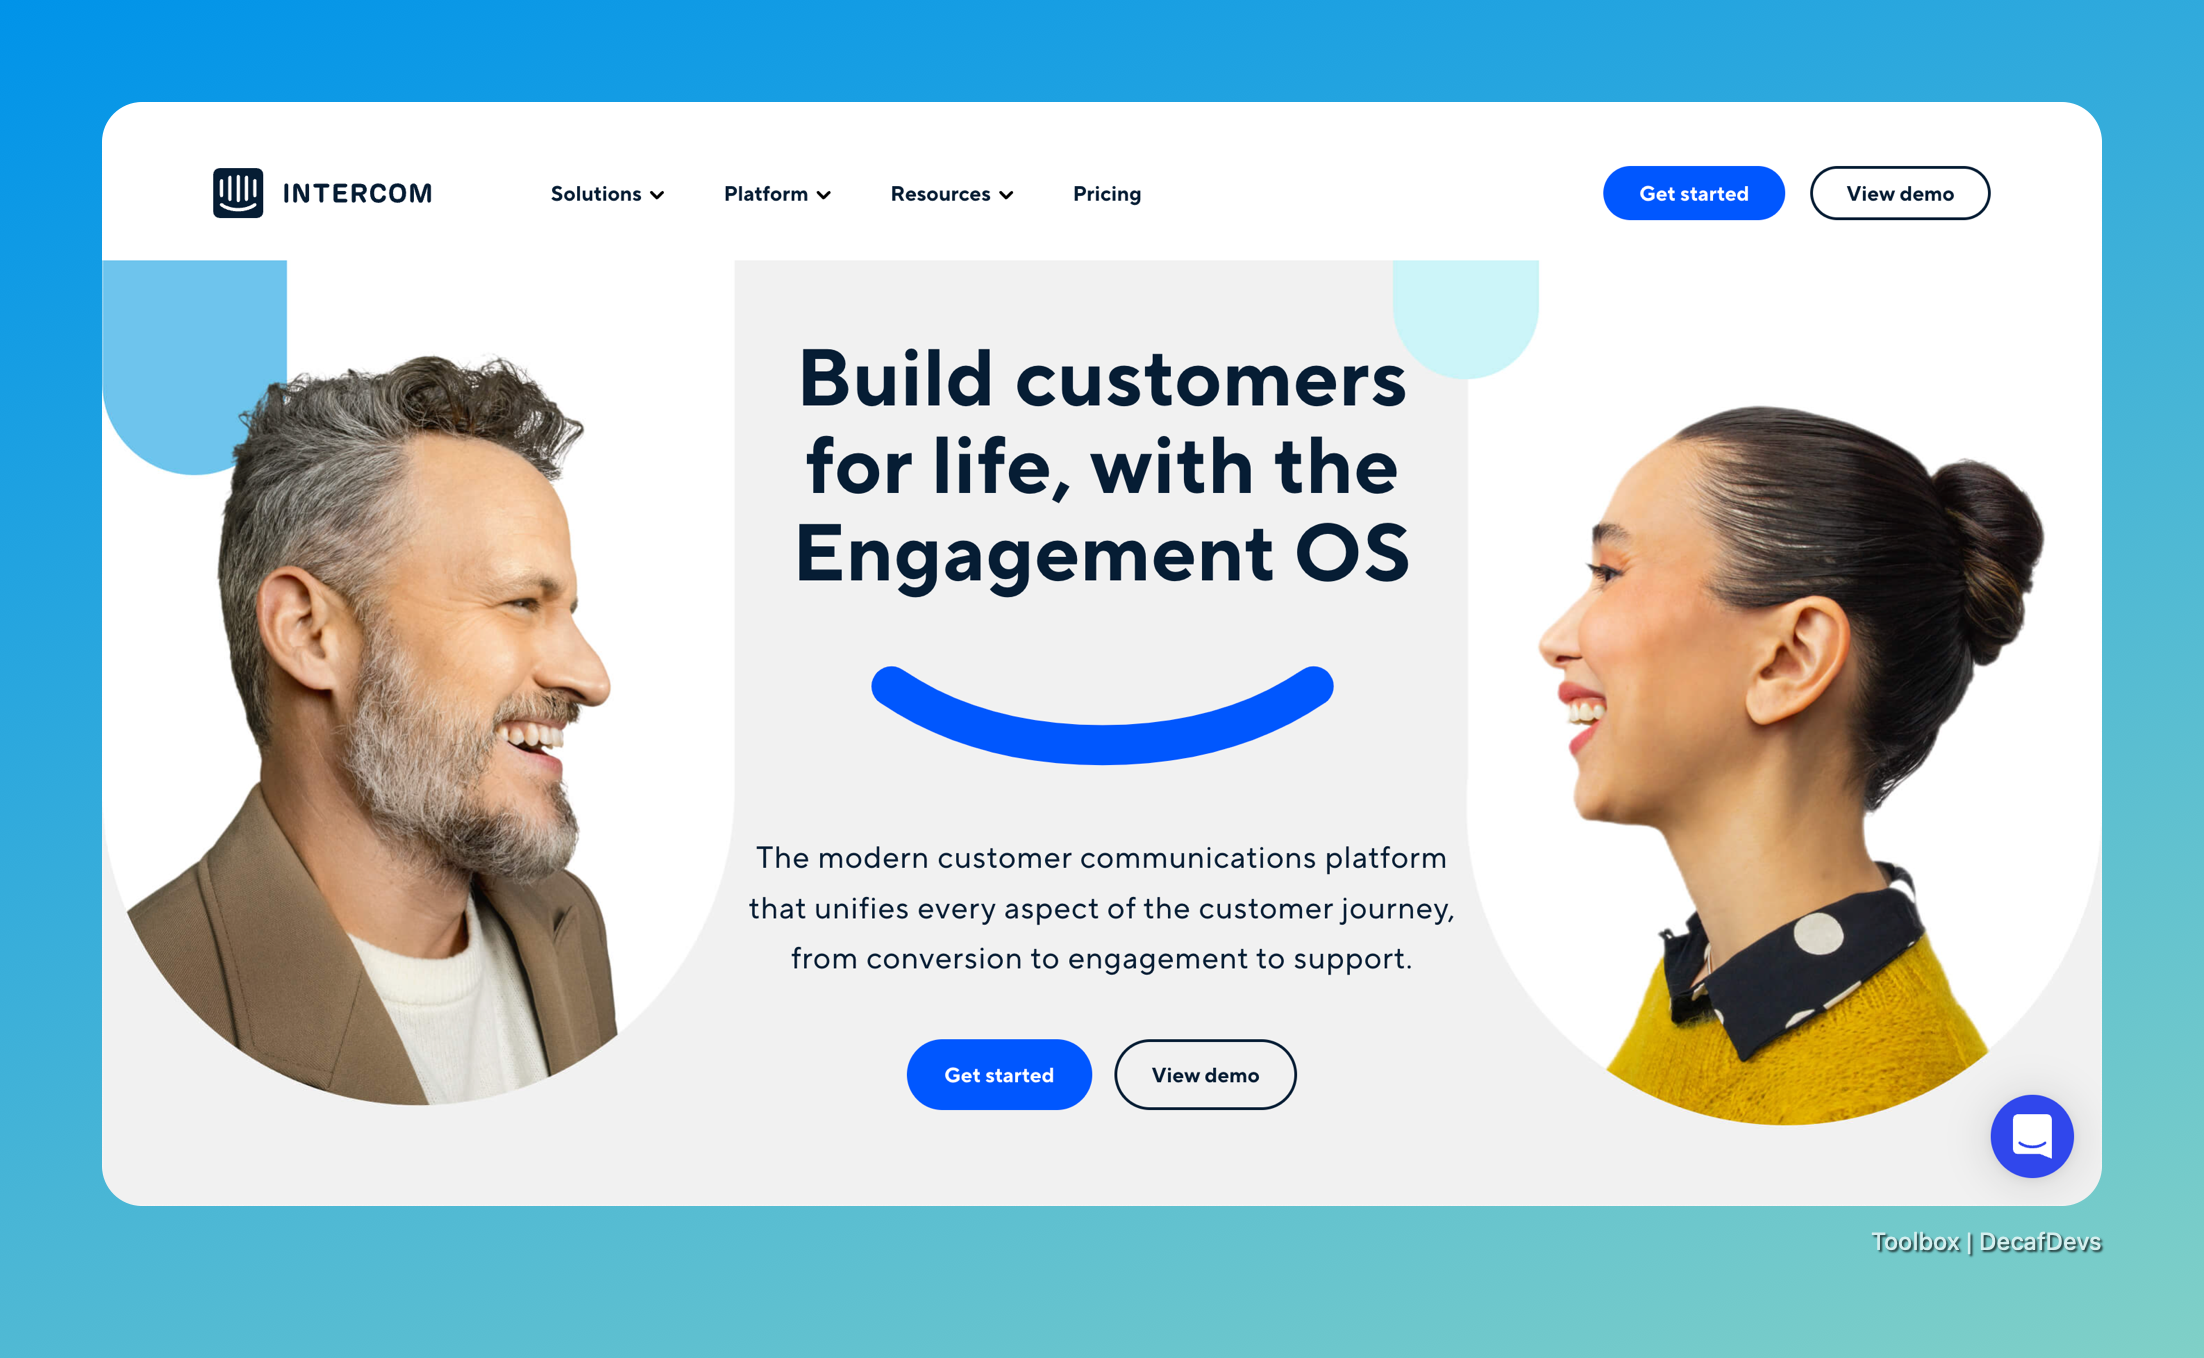 INTERCOM
Solutions
Platform
Resources
Pricing
Get started
View demo
Build customers
for life, with the
Engagement OS
The modern customer communications platform
that unifies every aspect of the customer journey,
from conversion to engagement to support.
Get started
View demo
Toolbox | DecafDevs